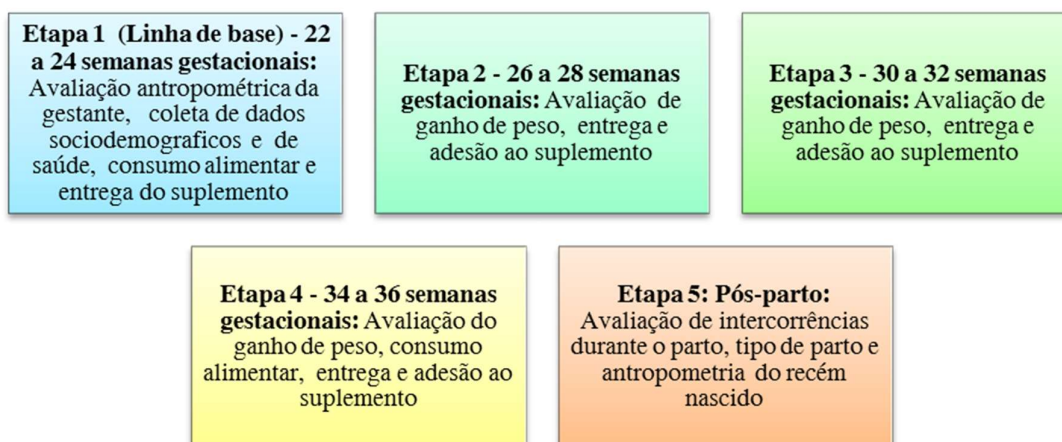 Etapa 1 (Linha de base) - 22
a 24 semanas gestacionais:
Avaliação antropométrica da
gestante, coleta de dados
sociodemograficos e de
saúde, consumo alimentar e
entrega do suplemento
Etapa 2 - 26 a 28 semanas
gestacionais: Avaliação de
ganho de peso, entrega e
adesão ao suplemento
Etapa 3 - 30 a 32 semanas
gestacionais: Avaliação de
ganho de peso, entrega e
adesão ao suplemento
Etapa 4 - 34 a 36 semanas
gestacionais: Avaliação do
ganho de peso, consumo
alimentar, entrega e adesão ao
suplemento
Etapa 5: Pós-parto:
Avaliação de intercorrências
durante o parto, tipo de parto e
antropometria do recém
nascido